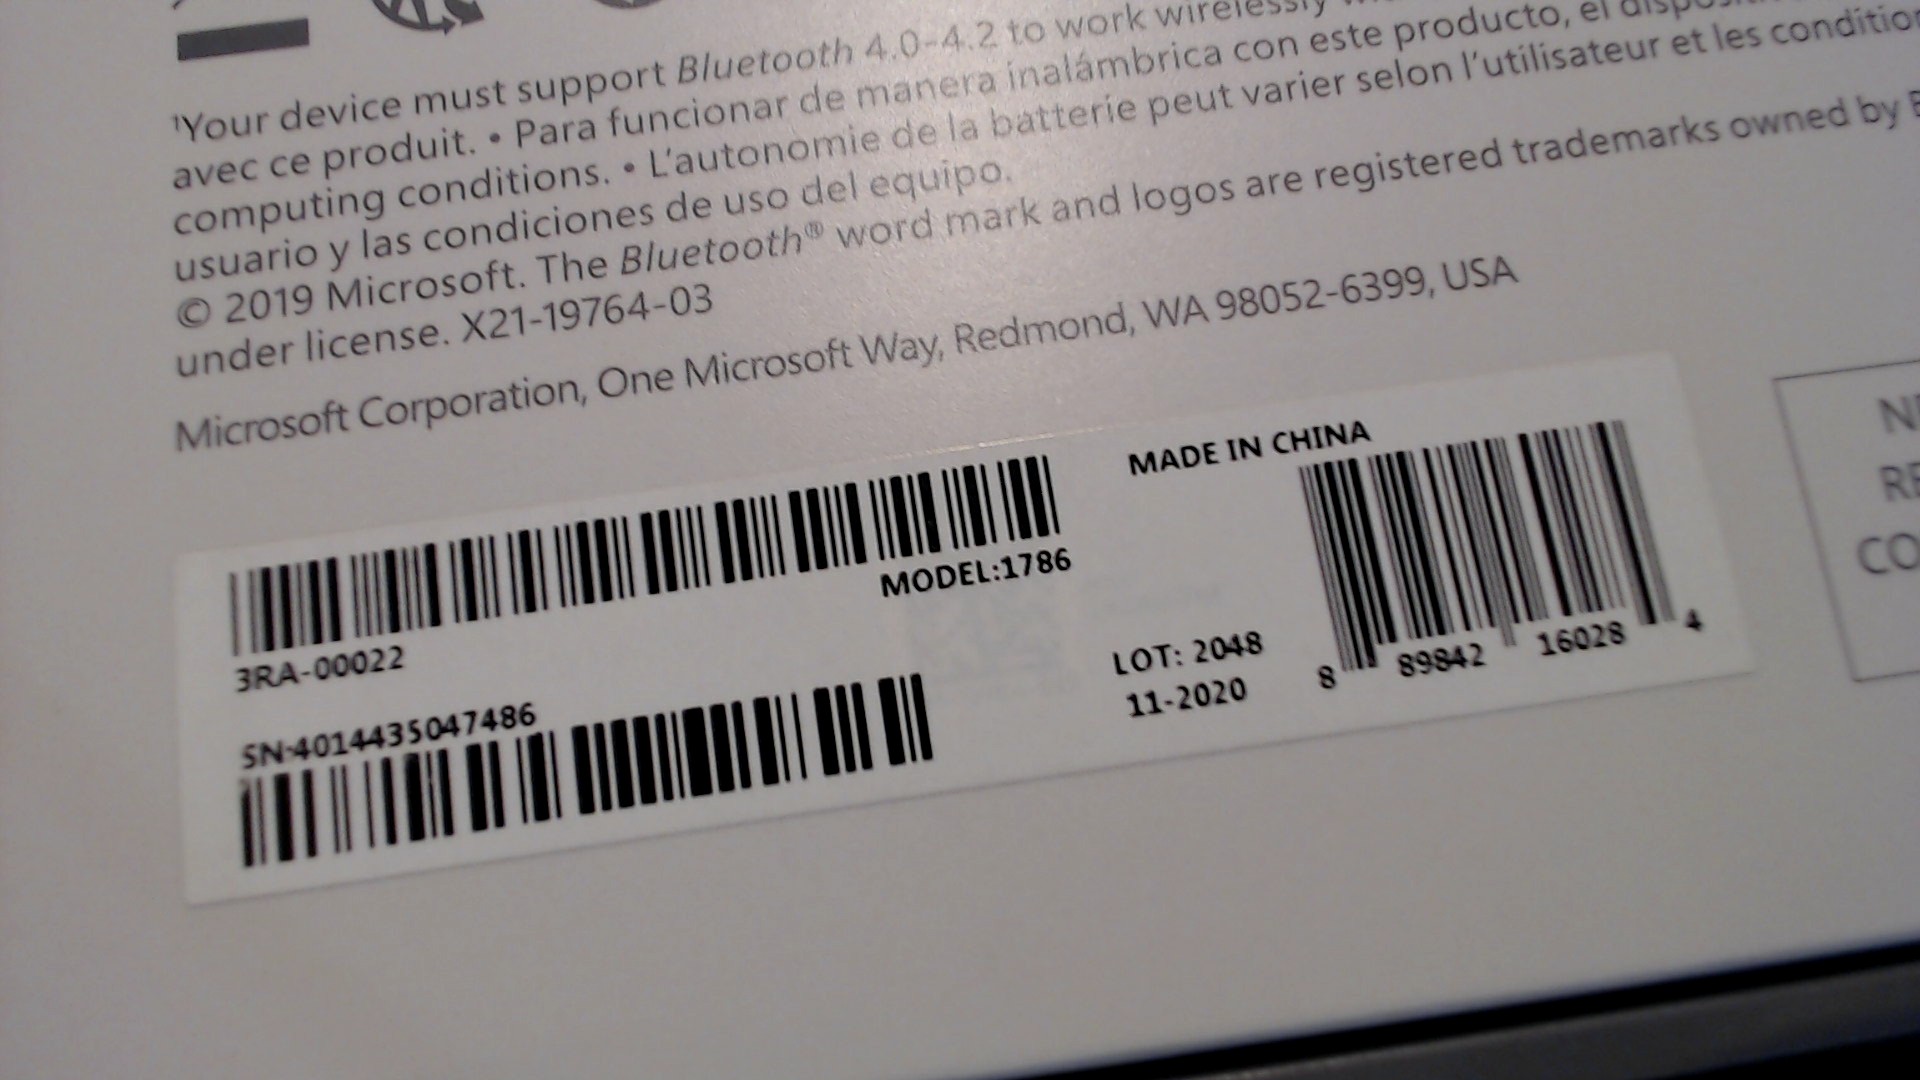 ¹Your device must support Bluetooth 4.0-4.2 to work wirelessly
avec ce produit. • Para funcionar de manera inalámbrica con este producto, el
computing conditions. • L'autonomie de la batterie peut varier selon l'utilisateur et les
usuario y las condiciones de uso del equipo.
© 2019 Microsoft. The Bluetooth® word mark and logos are registered trademarks owned by
under license. X21-19764-03
Microsoft Corporation, One Microsoft Way, Redmond, WA 98052-6399, USA
MADE IN CHINA
MODEL:1786
3RA-00022
SN:4014435047486
LOT: 2048
11-2020
8 89842 16028 4